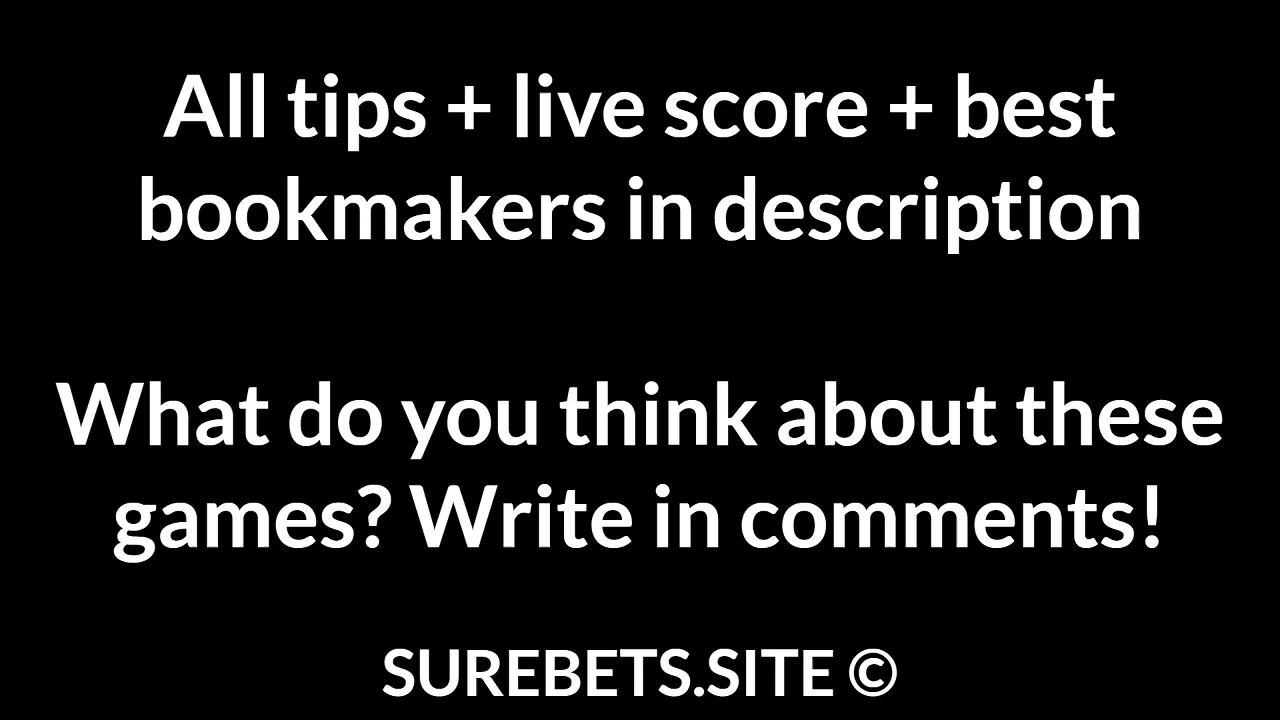 All tips + live score + best
bookmakers in description
What do you think about these
games? Write in comments!
SUREBETS.SITE ©